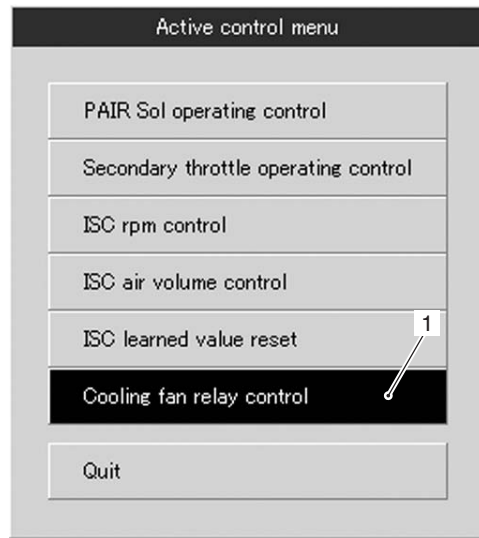 Active control menu
PAIR Sol operating control
Secondary throttle operating control
ISC rpm control
ISC air volume control
ISC learned value reset
1
Cooling fan relay control
Quit